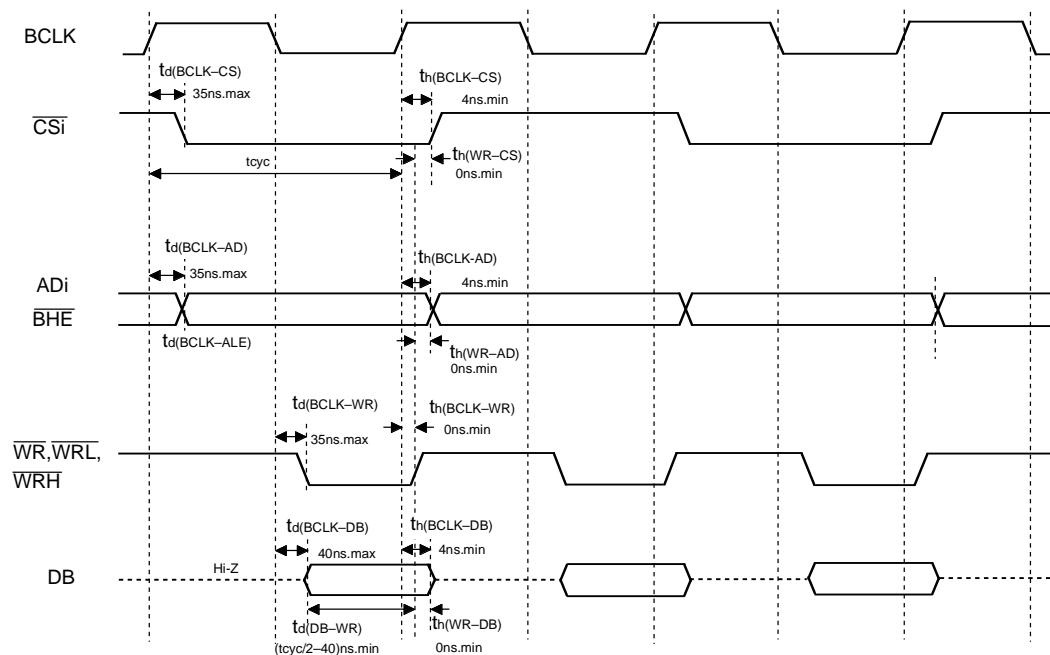 BCLK
td(BCLK–CS)
35ns.max
th(BCLK–CS)
4ns.min
CSi
tcyc
th(WR–CS)
0ns.min
td(BCLK–AD)
35ns.max
th(BCLK-AD)
4ns.min
ADi
BHE
td(BCLK–ALE)
th(WR–AD)
0ns.min
td(BCLK–WR)
35ns.max
th(BCLK–WR)
0ns.min
WR,WRL,
WRH
td(BCLK–DB)
40ns.max
th(BCLK–DB)
4ns.min
DB
Hi-Z
td(DB–WR)
(tcyc/2–40)ns.min
th(WR–DB)
0ns.min